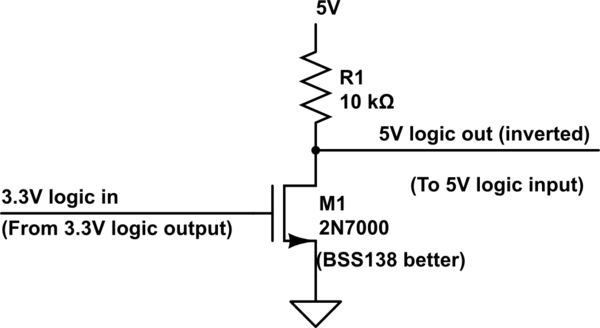 5V
R1
10 kΩ
5V logic out (inverted)
3.3V logic in
(To 5V logic input)
M1
(From 3.3V logic output)
2N7000
(BSS138 better)